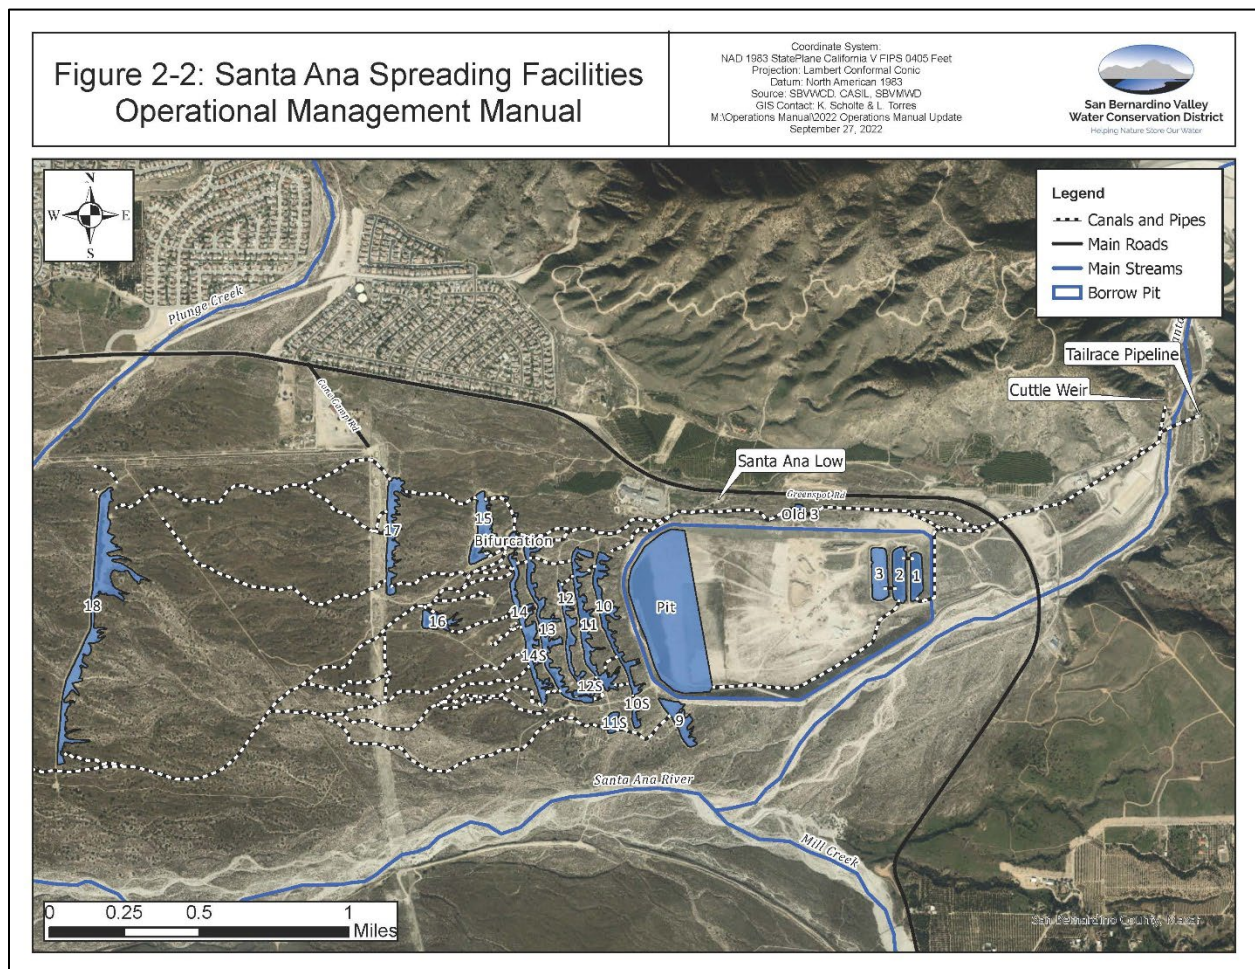 Figure 2-2: Santa Ana Spreading Facilities
Operational Management Manual
Coordinate System:
NAD 1983 StatePlane California V FIPS 0405 Feet
Projection: Lambert Conformal Conic
Datum: North American 1983
Source: SBVWCD, CASIL, SBVMWD
GIS Contact: K. Scholte & L. Torres
M:\Operations Manual\2022 Operations Manual Update
September 27, 2022
San Bernardino Valley
Water Conservation District
Helping Nature Store Our Water
N
W E
S
Legend
Canals and Pipes
Main Roads
Main Streams
Borrow Pit
Plunge Creek
Tailrace Pipeline
Cuttle Weir
Cone Camp Rd
Santa Ana Low
Greenspot Rd
Old 3
15
17
Bifurcation
3
2
1
12
10
18
14
Pit
16
13
11
14S
12S
10S
11S
9
Santa Ana River
Mill Creek
0 0.25 0.5 1
Miles
San Bernardino County, Maxar